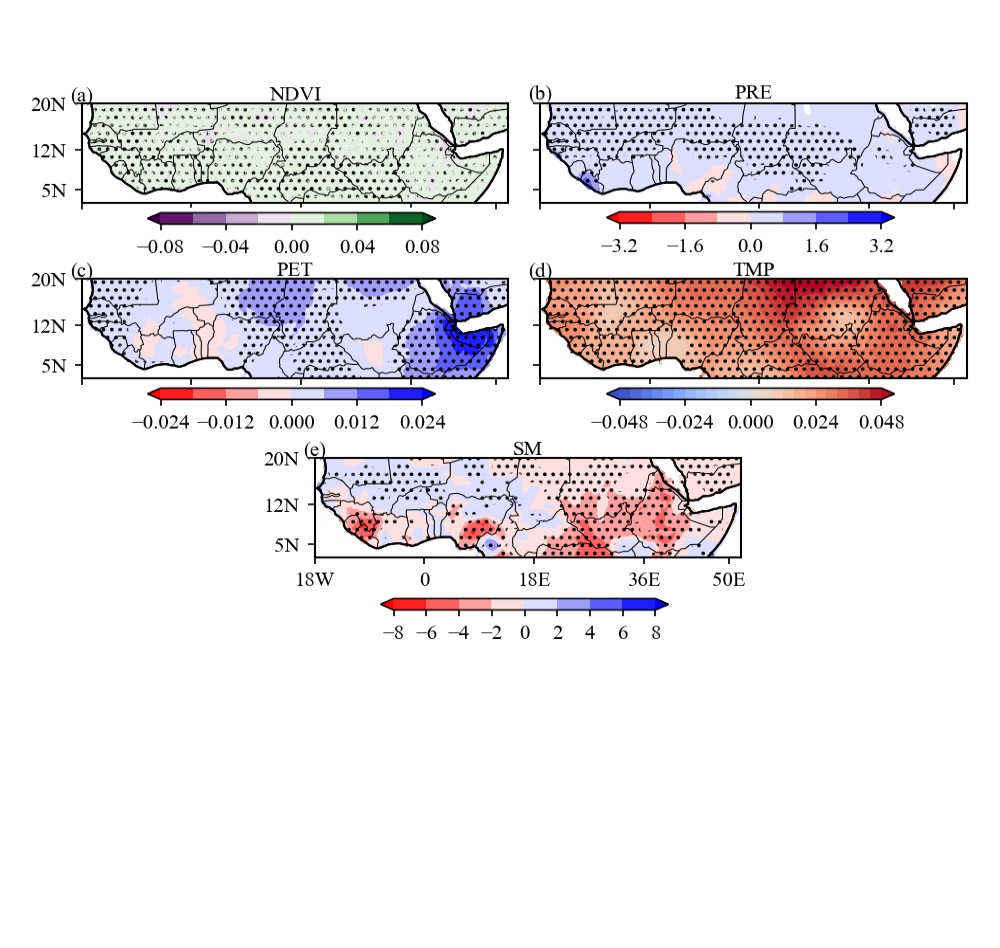 (a) NDVI
20N
12N
5N
−0.08 −0.04 0.00 0.04 0.08
(b) PRE
−3.2 −1.6 0.0 1.6 3.2
(c) PET
20N
12N
5N
−0.024 −0.012 0.000 0.012 0.024
(d) TMP
−0.048 −0.024 0.000 0.024 0.048
(e) SM
20N
12N
5N
18W 0 18E 36E 50E
−8 −6 −4 −2 0 2 4 6 8